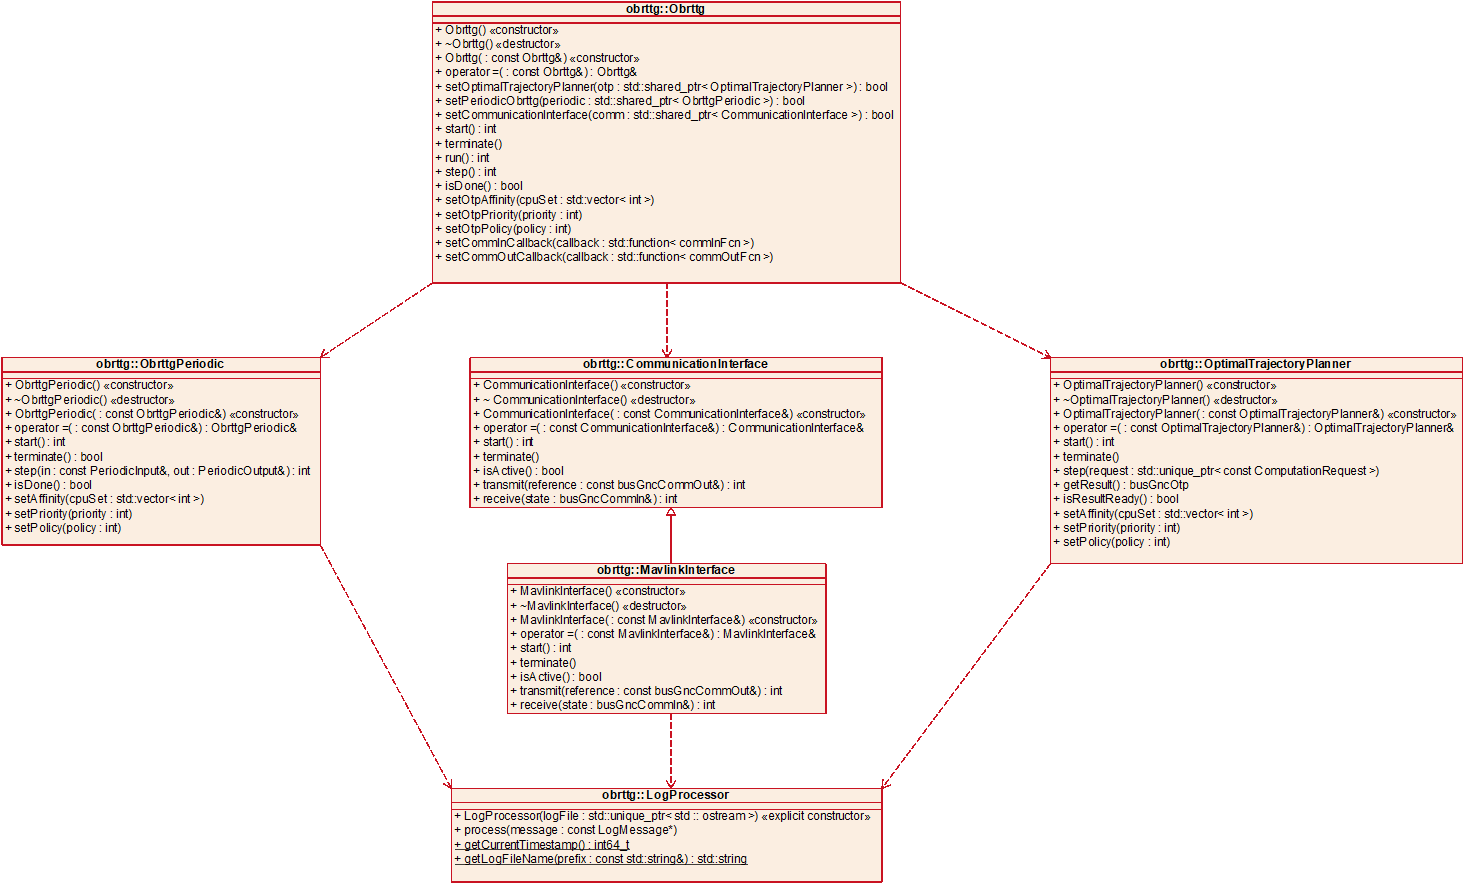 obrttg::Obrttg
+ Obrttg() «constructor»
+ ~Obrttg() «destructor»
+ Obrttg( : const Obrttg&) «constructor»
+ operator =( : const Obrttg&) : Obrttg&
+ setOptimalTrajectoryPlanner(otp : std::shared_ptr< OptimalTrajectoryPlanner >) : bool
+ setPeriodicObrttg(periodic : std::shared_ptr< ObrttgPeriodic >) : bool
+ setCommunicationInterface(comm : std::shared_ptr< CommunicationInterface >) : bool
+ start() : int
+ terminate()
+ run() : int
+ step() : int
+ isDone() : bool
+ setOtpAffinity(cpuSet : std::vector< int >)
+ setOtpPriority(priority : int)
+ setOtpPolicy(policy : int)
+ setCommInCallback(callback : std::function< commInFcn >)
+ setCommOutCallback(callback : std::function< commOutFcn >)
obrttg::ObrttgPeriodic
+ ObrttgPeriodic() «constructor»
+ ~ObrttgPeriodic() «destructor»
+ ObrttgPeriodic( : const ObrttgPeriodic&) «constructor»
+ operator =( : const ObrttgPeriodic&) : ObrttgPeriodic&
+ start() : int
+ terminate() : bool
+ step(in : const PeriodicInput&, out : PeriodicOutput&) : int
+ isDone() : bool
+ setAffinity(cpuSet : std::vector< int >)
+ setPriority(priority : int)
+ setPolicy(policy : int)
obrttg::CommunicationInterface
+ CommunicationInterface() «constructor»
+ ~ CommunicationInterface() «destructor»
+ CommunicationInterface( : const CommunicationInterface&) «constructor»
+ operator =( : const CommunicationInterface&) : CommunicationInterface&
+ start() : int
+ terminate()
+ isActive() : bool
+ transmit(reference : const busGncCommOut&) : int
+ receive(state : busGncCommIn&) : int
obrttg::OptimalTrajectoryPlanner
+ OptimalTrajectoryPlanner() «constructor»
+ ~OptimalTrajectoryPlanner() «destructor»
+ OptimalTrajectoryPlanner( : const OptimalTrajectoryPlanner&) «constructor»
+ operator =( : const OptimalTrajectoryPlanner&) : OptimalTrajectoryPlanner&
+ start() : int
+ terminate()
+ step(request : std::unique_ptr< const ComputationRequest >)
+ getResult() : busGncOtp
+ isResultReady() : bool
+ setAffinity(cpuSet : std::vector< int >)
+ setPriority(priority : int)
+ setPolicy(policy : int)
obrttg::MavlinkInterface
+ MavlinkInterface() «constructor»
+ ~MavlinkInterface() «destructor»
+ MavlinkInterface( : const MavlinkInterface&) «constructor»
+ operator =( : const MavlinkInterface&) : MavlinkInterface&
+ start() : int
+ terminate()
+ isActive() : bool
+ transmit(reference : const busGncCommOut&) : int
+ receive(state : busGncCommIn&) : int
obrttg::LogProcessor
+ LogProcessor(logFile : std::unique_ptr< std :: ostream >) «explicit constructor»
+ process(message : const LogMessage*)
+ getCurrentTimestamp() : int64_t
+ getLogFileName(prefix : const std::string&) : std::string